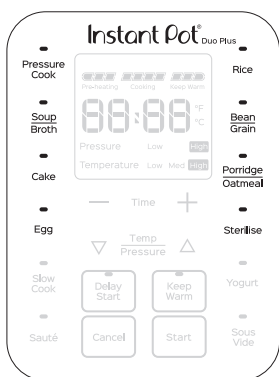 Instant Pot® Duo Plus
Pressure
Cook
Rice
Pre-heating Cooking Keep Warm
88:88 °F
°C
Soup
Broth
Bean
Grain
Pressure Low High
Temperature Low Med High
Cake
Porridge
Oatmeal
— Time +
Egg
Sterilise
Temp
Pressure
Slow
Cook
Delay
Start
Keep
Warm
Yogurt
Sauté
Cancel
Start
Sous
Vide